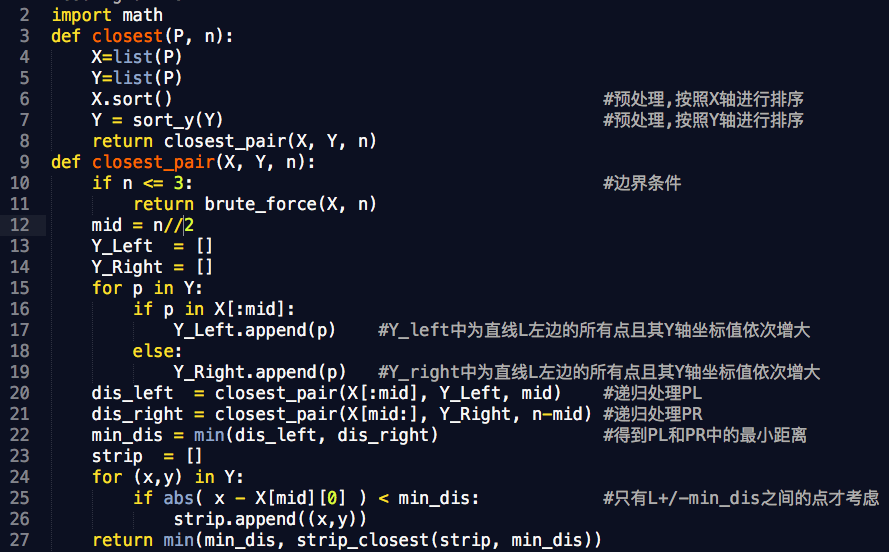 2 import math
3 def closest(P, n):
4     X=list(P)
5     Y=list(P)
6     X.sort() #预处理,按照X轴进行排序
7     Y = sort_y(Y) #预处理,按照Y轴进行排序
8     return closest_pair(X, Y, n)
9 def closest_pair(X, Y, n):
10     if n <= 3: #边界条件
11         return brute_force(X, n)
12     mid = n//2
13     Y_Left  = []
14     Y_Right = []
15     for p in Y:
16         if p in X[:mid]:
17             Y_Left.append(p)    #Y_left中为直线L左边的所有点且其Y轴坐标值依次增大
18         else:
19             Y_Right.append(p)   #Y_right中为直线L左边的所有点且其Y轴坐标值依次增大
20     dis_left  = closest_pair(X[:mid], Y_Left, mid)    #递归处理PL
21     dis_right = closest_pair(X[mid:], Y_Right, n-mid) #递归处理PR
22     min_dis = min(dis_left, dis_right) #得到PL和PR中的最小距离
23     strip  = []
24     for (x,y) in Y:
25         if abs( x - X[mid][0] ) < min_dis: #只有L+/-min_dis之间的点才考虑
26             strip.append((x,y))
27     return min(min_dis, strip_closest(strip, min_dis))